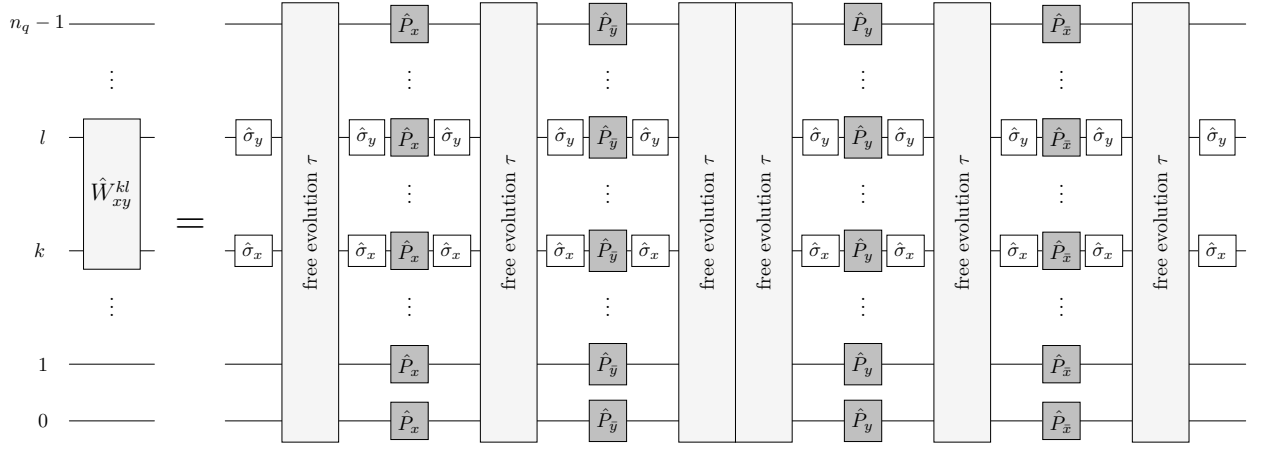 n_q − 1 P̂_x P̂_ȳ P̂_y P̂_x̄
⋮ ⋮ ⋮ ⋮ ⋮
l σ̂_y σ̂_y P̂_x σ̂_y σ̂_y P̂_ȳ σ̂_y σ̂_y P̂_y σ̂_y σ̂_y P̂_x̄ σ̂_y σ̂_y
Ŵ^{kl}_{xy} = free evolution τ free evolution τ free evolution τ free evolution τ free evolution τ free evolution τ
⋮ ⋮ ⋮ ⋮
k σ̂_x σ̂_x P̂_x σ̂_x σ̂_x P̂_ȳ σ̂_x σ̂_x P̂_y σ̂_x σ̂_x P̂_x̄ σ̂_x σ̂_x
⋮ ⋮ ⋮ ⋮ ⋮
1 P̂_x P̂_ȳ P̂_y P̂_x̄
0 P̂_x P̂_ȳ P̂_y P̂_x̄